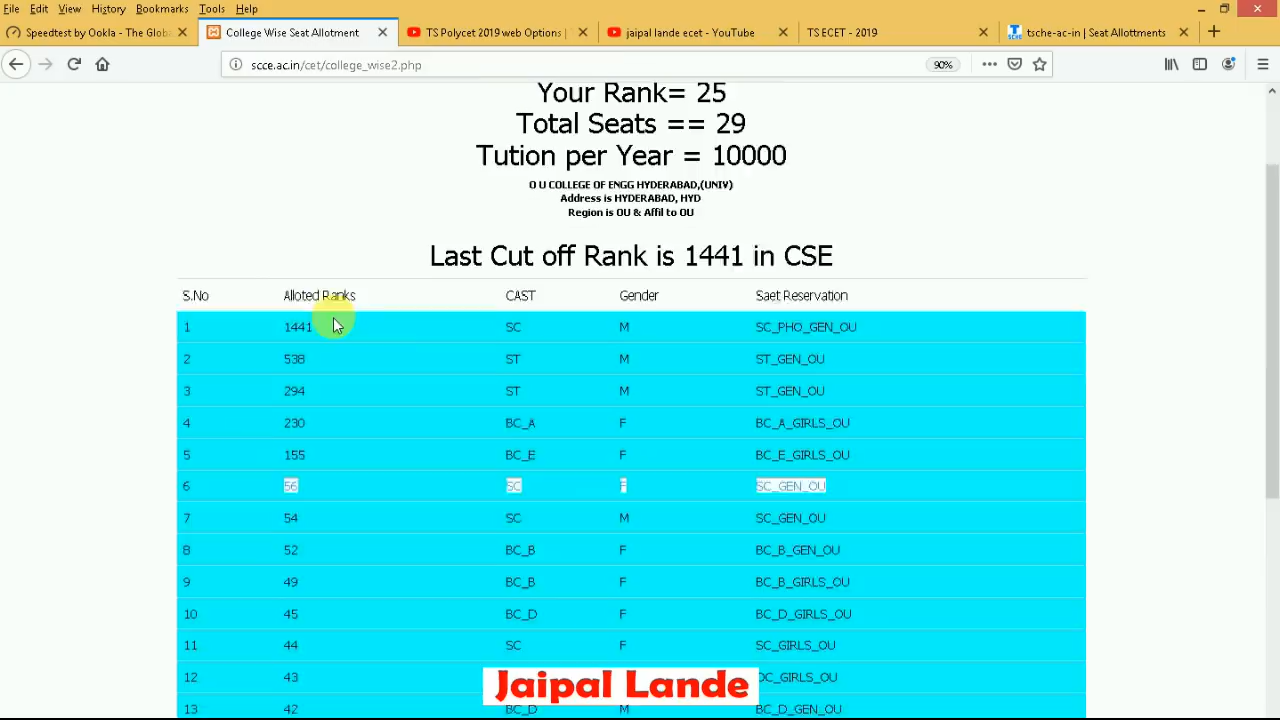 File Edit View History Bookmarks Tools Help
Speedtest by Ookla - The Globa
College Wise Seat Allotment
TS Polycet 2019 web Options |
jaipal lande ecet - YouTube
TS ECET - 2019
tsche-ac-in | Seat Allottments
scce.ac.in/cet/college_wise2.php 90%
Your Rank= 25
Total Seats == 29
Tution per Year = 10000
O U COLLEGE OF ENGG HYDERABAD,(UNIV)
Address is HYDERABAD, HYD
Region is OU & Affil to OU
Last Cut off Rank is 1441 in CSE
S.No Alloted Ranks CAST Gender Saet Reservation
1 1441 SC M SC_PHO_GEN_OU
2 538 ST M ST_GEN_OU
3 294 ST M ST_GEN_OU
4 230 BC_A F BC_A_GIRLS_OU
5 155 BC_E F BC_E_GIRLS_OU
6 56 SC F SC_GEN_OU
7 54 SC M SC_GEN_OU
8 52 BC_B F BC_B_GEN_OU
9 49 BC_B F BC_B_GIRLS_OU
10 45 BC_D F BC_D_GIRLS_OU
11 44 SC F SC_GIRLS_OU
12 43 OC_GIRLS_OU
13 42 BC_D M BC_D_GEN_OU
Jaipal Lande